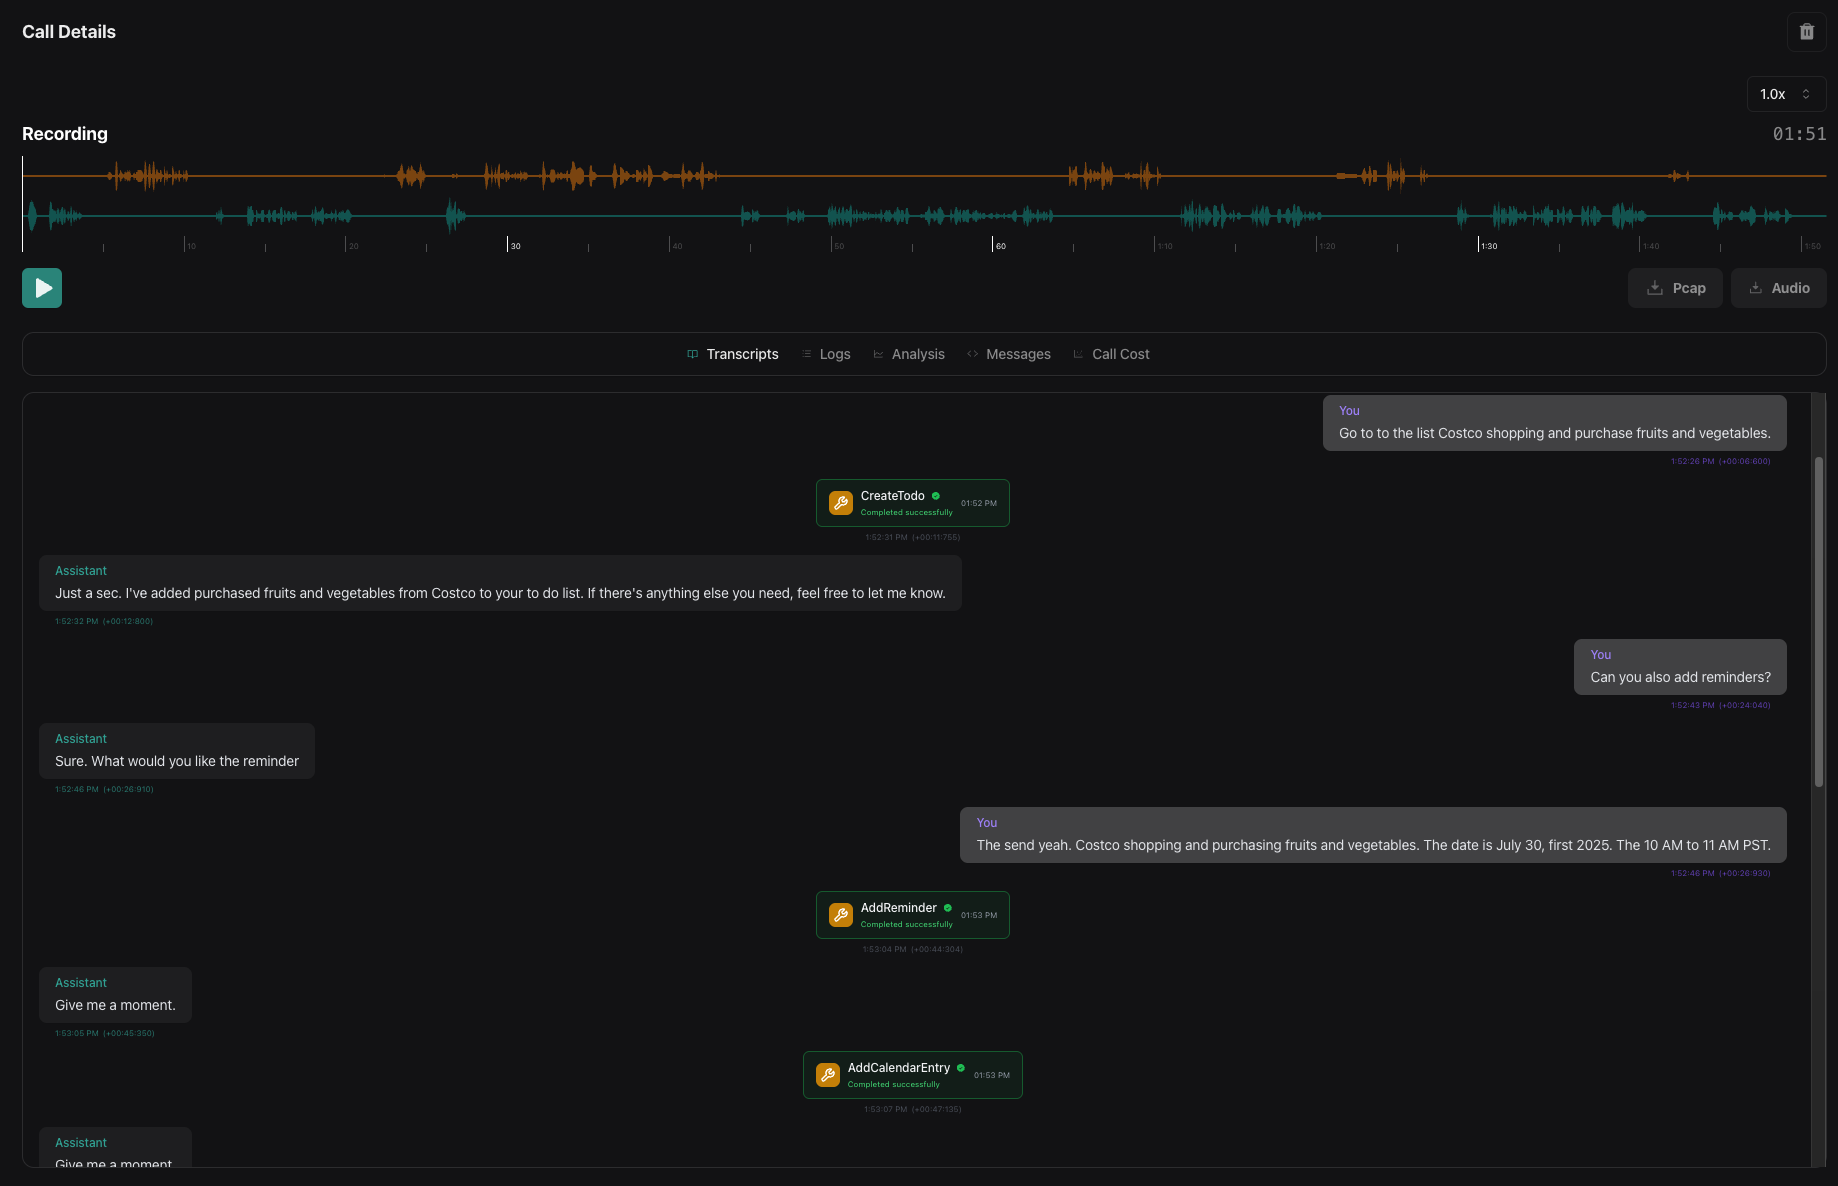 Call Details
1.0x
Recording
01:51
10
20
30
40
50
60
1:10
1:20
1:30
1:40
1:50
Pcap
Audio
Transcripts
Logs
Analysis
Messages
Call Cost
You
Go to to the list Costco shopping and purchase fruits and vegetables.
1:52:26 PM (+00:06:600)
CreateTodo
01:52 PM
Completed successfully
1:52:31 PM (+00:11:755)
Assistant
Just a sec. I've added purchased fruits and vegetables from Costco to your to do list. If there's anything else you need, feel free to let me know.
1:52:32 PM (+00:12:800)
You
Can you also add reminders?
1:52:43 PM (+00:24:040)
Assistant
Sure. What would you like the reminder
1:52:46 PM (+00:26:910)
You
The send yeah. Costco shopping and purchasing fruits and vegetables. The date is July 30, first 2025. The 10 AM to 11 AM PST.
1:52:46 PM (+00:26:930)
AddReminder
01:53 PM
Completed successfully
1:53:04 PM (+00:44:304)
Assistant
Give me a moment.
1:53:05 PM (+00:45:350)
AddCalendarEntry
01:53 PM
Completed successfully
1:53:07 PM (+00:47:135)
Assistant
Give me a moment